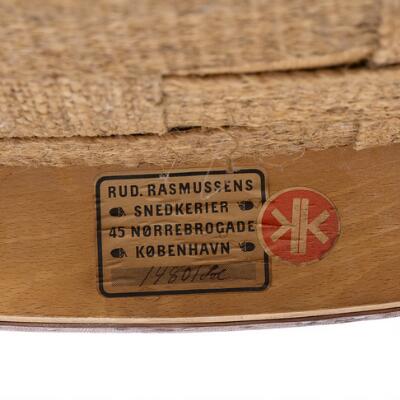 RUD. RASMUSSENS
SNEDKERIER
45 NØRREBROGADE
KØBENHAVN